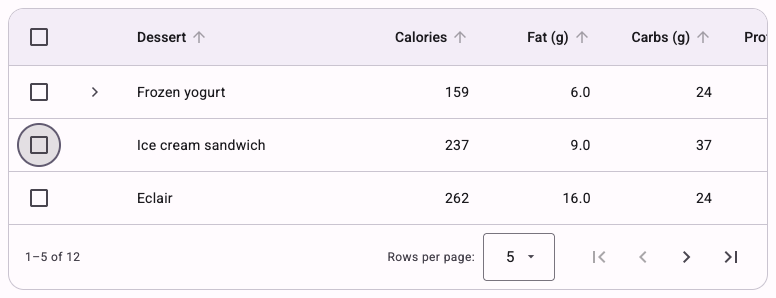 Dessert Calories Fat (g) Carbs (g)
Frozen yogurt 159 6.0 24
Ice cream sandwich 237 9.0 37
Eclair 262 16.0 24
1–5 of 12 Rows per page: 5